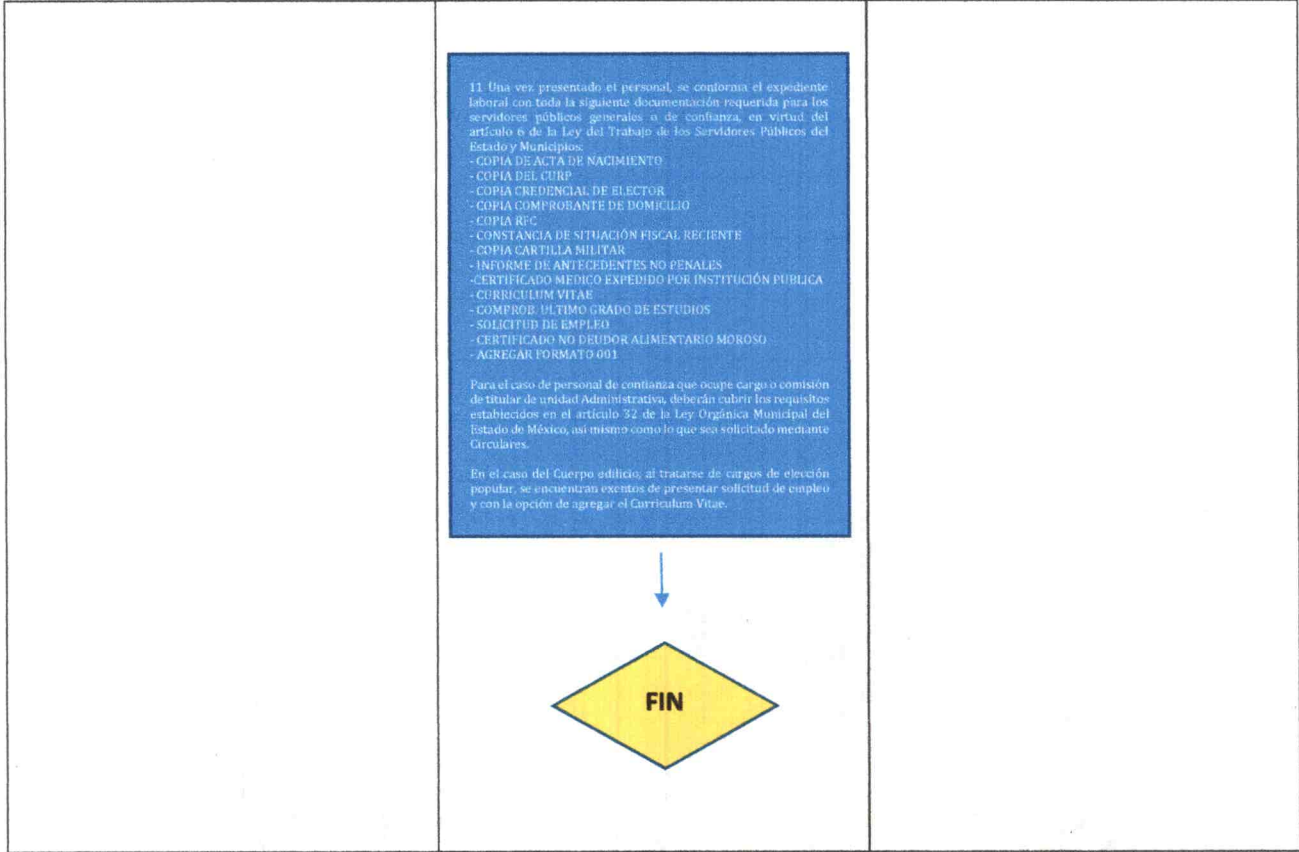 11 Una vez presentado el personal, se conforma el expediente
laboral con toda la siguiente documentación requerida para los
servidores públicos generales o de confianza, en virtud del
artículo 6 de la Ley del Trabajo de los Servidores Públicos del
Estado y Municipios:
- COPIA DE ACTA DE NACIMIENTO
- COPIA DEL CURP
- COPIA CREDENCIAL DE ELECTOR
- COPIA COMPROBANTE DE DOMICILIO
- COPIA RFC
- CONSTANCIA DE SITUACIÓN FISCAL RECIENTE
- COPIA CARTILLA MILITAR
- INFORME DE ANTECEDENTES NO PENALES
-CERTIFICADO MEDICO EXPEDIDO POR INSTITUCIÓN PUBLICA
- CURRICULUM VITAE
- COMPROB. ULTIMO GRADO DE ESTUDIOS
- SOLICITUD DE EMPLEO
- CERTIFICADO NO DEUDOR ALIMENTARIO MOROSO
- AGREGAR FORMATO 001
Para el caso de personal de confianza que ocupe cargo o comisión
de titular de unidad Administrativa, deberán cubrir los requisitos
establecidos en el artículo 32 de la Ley Orgánica Municipal del
Estado de México, así mismo como lo que sea solicitado mediante
Circulares.
En el caso del Cuerpo edilicio, al tratarse de cargos de elección
popular, se encuentran exentos de presentar solicitud de empleo
y con la opción de agregar el Curriculum Vitae.
FIN